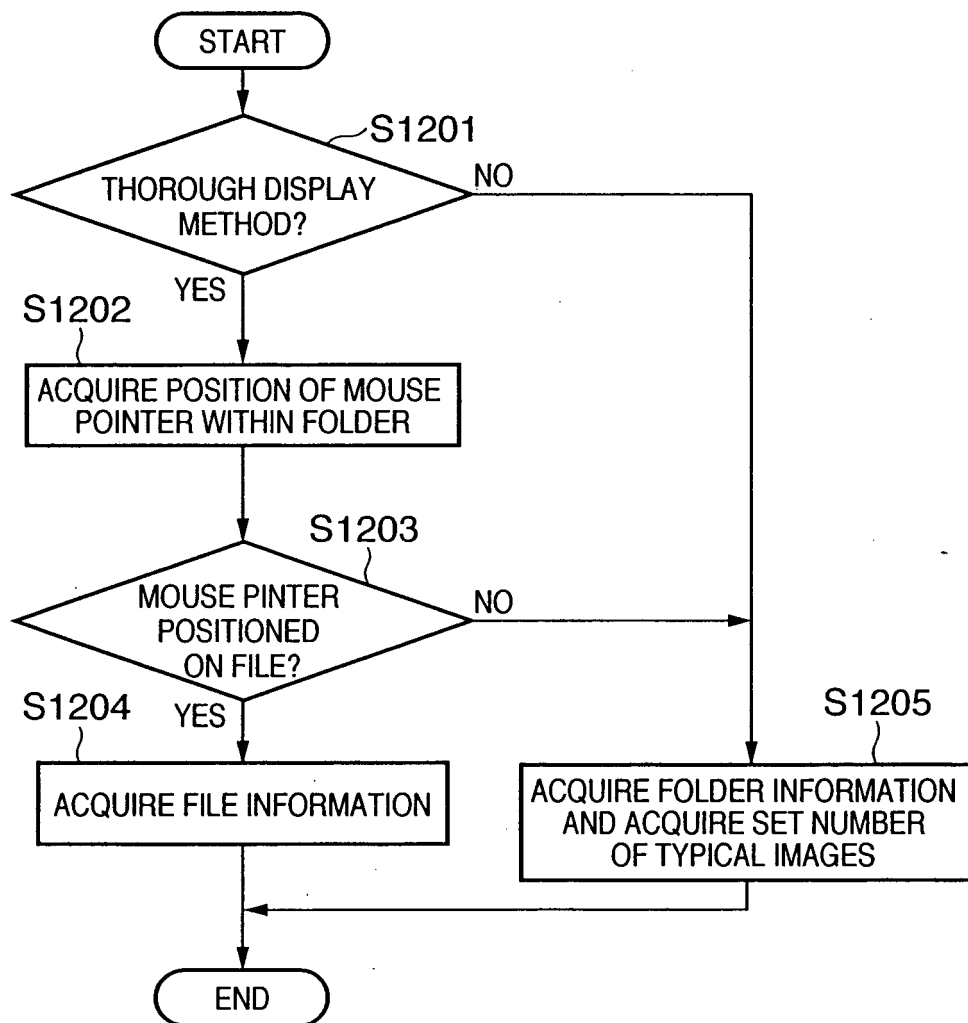 START
S1201
THOROUGH DISPLAY
METHOD?
NO
YES
S1202
ACQUIRE POSITION OF MOUSE
POINTER WITHIN FOLDER
S1203
MOUSE PINTER
POSITIONED
ON FILE?
NO
YES
S1204
ACQUIRE FILE INFORMATION
S1205
ACQUIRE FOLDER INFORMATION
AND ACQUIRE SET NUMBER
OF TYPICAL IMAGES
END